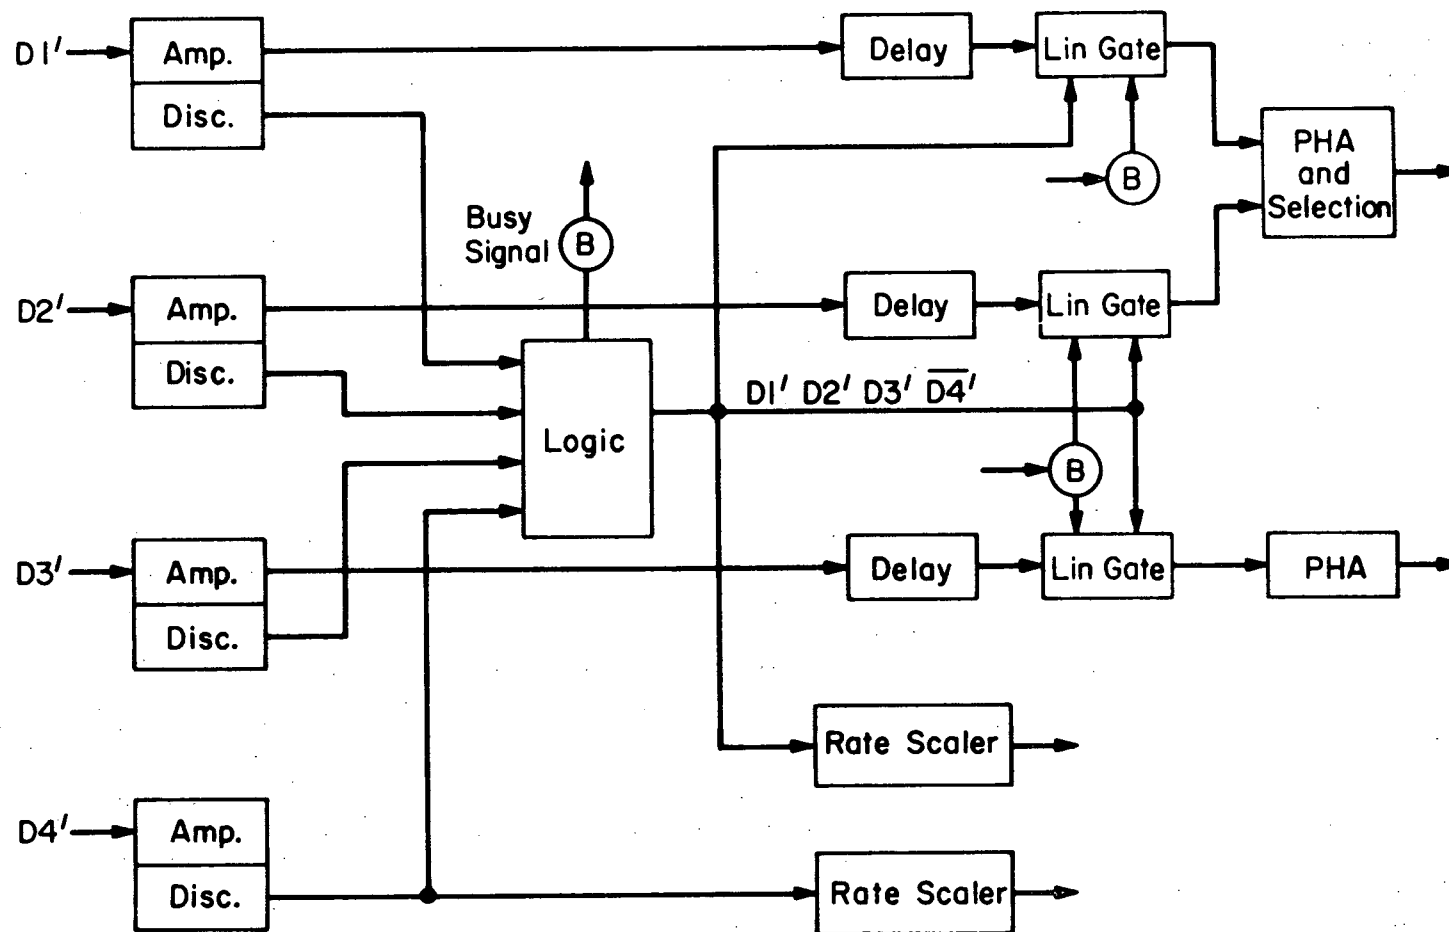 D1′
Amp.
Disc.
Delay
Lin Gate
B
PHA
and
Selection
Busy
Signal
B
D2′
Amp.
Disc.
Delay
Lin Gate
Logic
D1′ D2′ D3′ D̅4̅′
B
D3′
Amp.
Disc.
Delay
Lin Gate
PHA
Rate Scaler
D4′
Amp.
Disc.
Rate Scaler